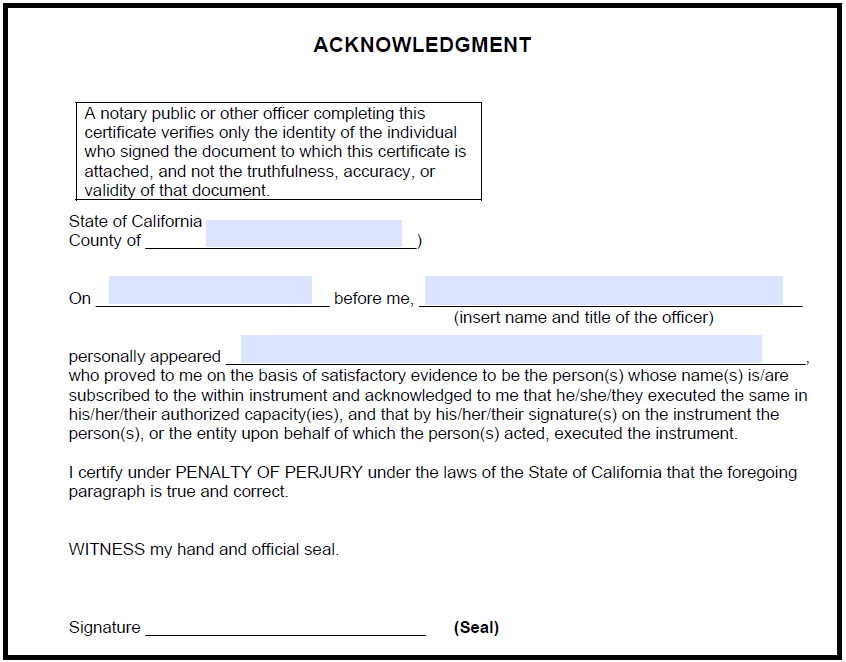 ACKNOWLEDGMENT
A notary public or other officer completing this
certificate verifies only the identity of the individual
who signed the document to which this certificate is
attached, and not the truthfulness, accuracy, or
validity of that document.
State of California
County of ______________________________)
On __________________________ before me, ___________________________________________
(insert name and title of the officer)
personally appeared ________________________________________________________________,
who proved to me on the basis of satisfactory evidence to be the person(s) whose name(s) is/are
subscribed to the within instrument and acknowledged to me that he/she/they executed the same in
his/her/their authorized capacity(ies), and that by his/her/their signature(s) on the instrument the
person(s), or the entity upon behalf of which the person(s) acted, executed the instrument.
I certify under PENALTY OF PERJURY under the laws of the State of California that the foregoing
paragraph is true and correct.
WITNESS my hand and official seal.
Signature _______________________________ (Seal)